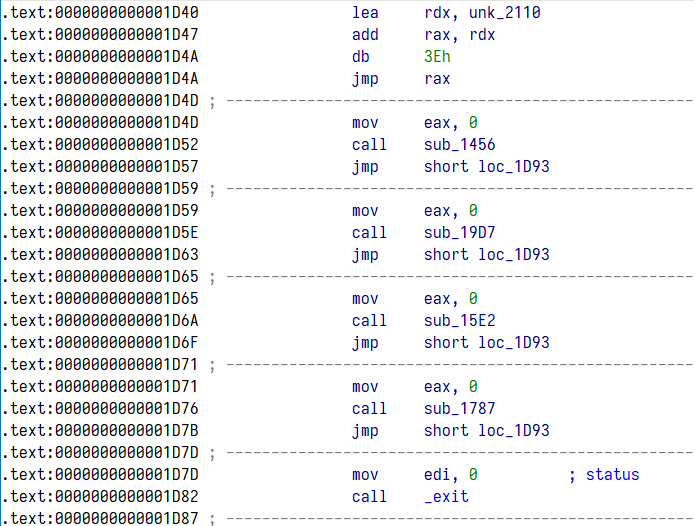 .text:0000000000001D40 lea rdx, unk_2110
.text:0000000000001D47 add rax, rdx
.text:0000000000001D4A db 3Eh
.text:0000000000001D4A jmp rax
.text:0000000000001D4D ; ----------------------------------------------------
.text:0000000000001D4D mov eax, 0
.text:0000000000001D52 call sub_1456
.text:0000000000001D57 jmp short loc_1D93
.text:0000000000001D59 ; ----------------------------------------------------
.text:0000000000001D59 mov eax, 0
.text:0000000000001D5E call sub_19D7
.text:0000000000001D63 jmp short loc_1D93
.text:0000000000001D65 ; ----------------------------------------------------
.text:0000000000001D65 mov eax, 0
.text:0000000000001D6A call sub_15E2
.text:0000000000001D6F jmp short loc_1D93
.text:0000000000001D71 ; ----------------------------------------------------
.text:0000000000001D71 mov eax, 0
.text:0000000000001D76 call sub_1787
.text:0000000000001D7B jmp short loc_1D93
.text:0000000000001D7D ; ----------------------------------------------------
.text:0000000000001D7D mov edi, 0 ; status
.text:0000000000001D82 call _exit
.text:0000000000001D87 ; ----------------------------------------------------